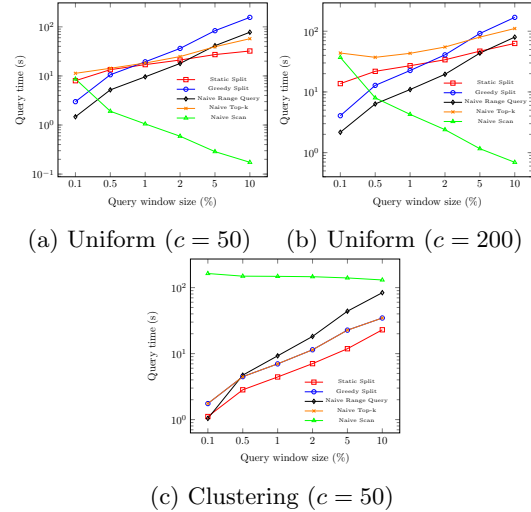 Query time (s)
10^2
10^1
10^0
10^−1
0.1 0.5 1 2 5 10
Query window size (%)
Static Split
Greedy Split
Naive Range Query
Naive Top-k
Naive Scan
(a) Uniform (c = 50)
Query time (s)
10^2
10^1
10^0
0.1 0.5 1 2 5 10
Query window size (%)
Static Split
Greedy Split
Naive Range Query
Naive Top-k
Naive Scan
(b) Uniform (c = 200)
Query time (s)
10^2
10^1
10^0
0.1 0.5 1 2 5 10
Query window size (%)
Static Split
Greedy Split
Naive Range Query
Naive Top-k
Naive Scan
(c) Clustering (c = 50)